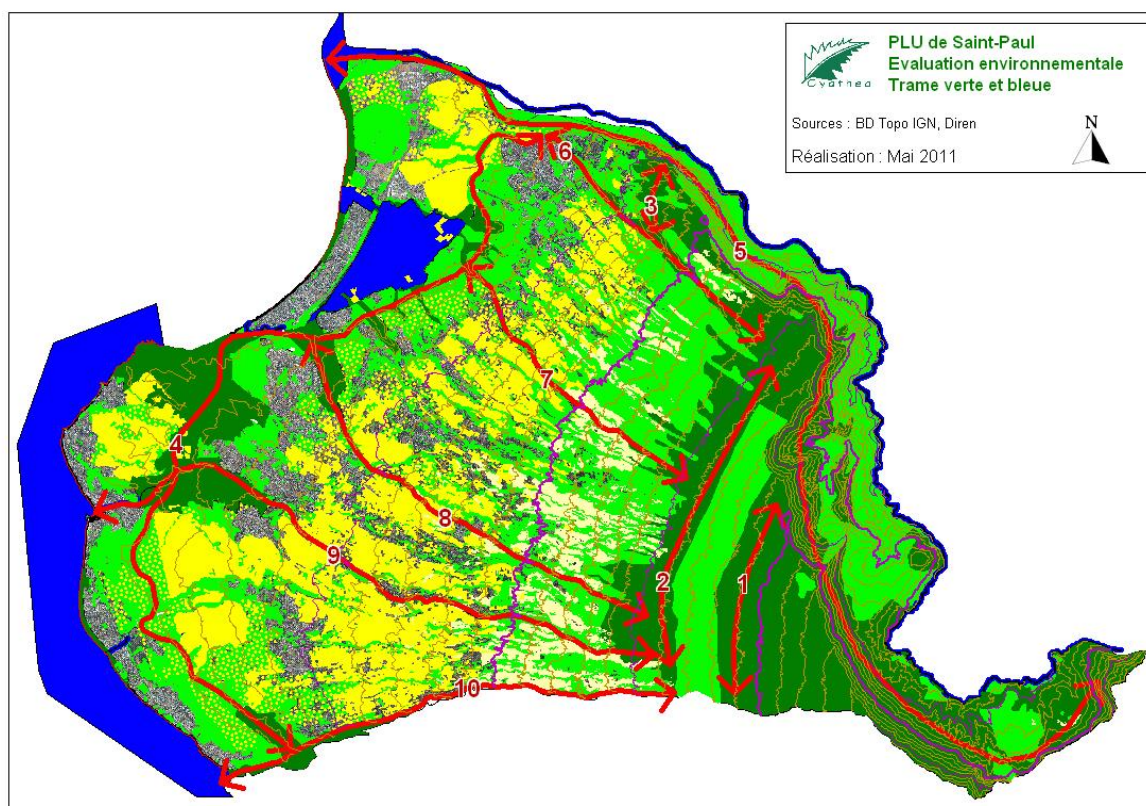 PLU de Saint-Paul
Evaluation environnementale
Trame verte et bleue
Cyathea
Sources : BD Topo IGN, Diren
Réalisation : Mai 2011
N
6
3
5
7
4
8
9
2
1
10